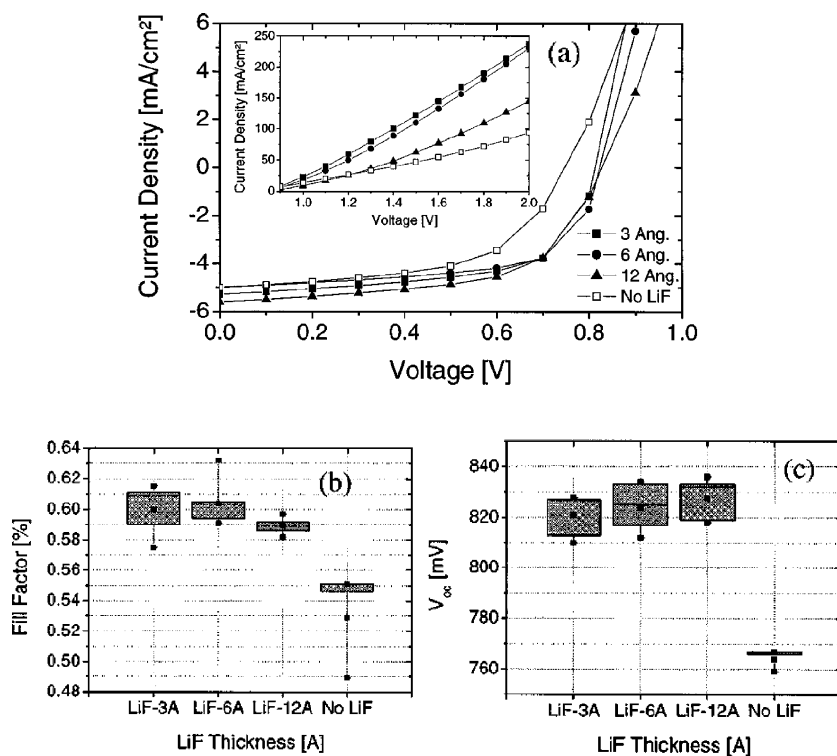 (a)
Current Density [mA/cm²]
6
4
2
0
-2
-4
-6
0.0 0.2 0.4 0.6 0.8 1.0
Voltage [V]
Current Density [mA/cm²]
250
200
150
100
50
0
1.0 1.2 1.4 1.6 1.8 2.0
Voltage [V]
3 Ang.
6 Ang.
12 Ang.
No LiF
(b)
Fill Factor [%]
0.64
0.62
0.60
0.58
0.56
0.54
0.52
0.50
0.48
LiF-3A LiF-6A LiF-12A No LiF
LiF Thickness [A]
(c)
Voc [mV]
840
820
800
780
760
LiF-3A LiF-6A LiF-12A No LiF
LiF Thickness [A]